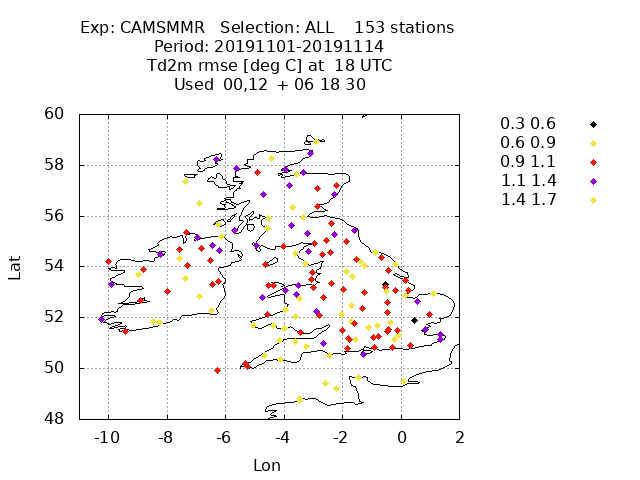 Exp: CAMSMMR Selection: ALL 153 stations
Period: 20191101-20191114
Td2m rmse [deg C] at 18 UTC
Used 00,12 + 06 18 30
60
58
56
54
52
50
48
Lat
-10 -8 -6 -4 -2 0 2
Lon
0.3 0.6
0.6 0.9
0.9 1.1
1.1 1.4
1.4 1.7